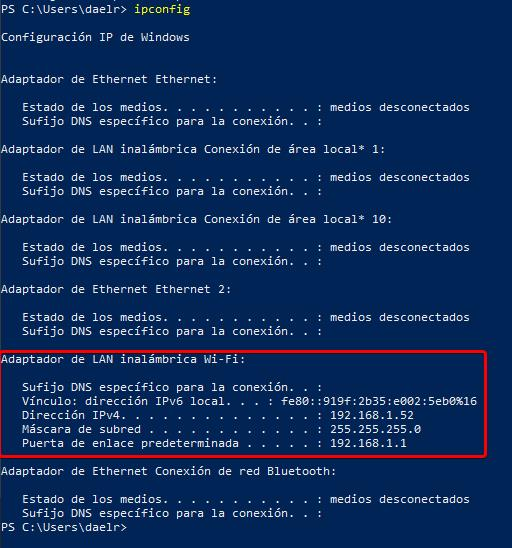 PS C:\Users\daelr> ipconfig
Configuración IP de Windows
Adaptador de Ethernet Ethernet:
Estado de los medios. . . . . . . . . . . : medios desconectados
Sufijo DNS específico para la conexión. . :
Adaptador de LAN inalámbrica Conexión de área local* 1:
Estado de los medios. . . . . . . . . . . : medios desconectados
Sufijo DNS específico para la conexión. . :
Adaptador de LAN inalámbrica Conexión de área local* 10:
Estado de los medios. . . . . . . . . . . : medios desconectados
Sufijo DNS específico para la conexión. . :
Adaptador de Ethernet Ethernet 2:
Estado de los medios. . . . . . . . . . . : medios desconectados
Sufijo DNS específico para la conexión. . :
Adaptador de LAN inalámbrica Wi-Fi:
Sufijo DNS específico para la conexión. . :
Vínculo: dirección IPv6 local. . . : fe80::919f:2b35:e002:5eb0%16
Dirección IPv4. . . . . . . . . . . . . . : 192.168.1.52
Máscara de subred . . . . . . . . . . . . : 255.255.255.0
Puerta de enlace predeterminada . . . . . : 192.168.1.1
Adaptador de Ethernet Conexión de red Bluetooth:
Estado de los medios. . . . . . . . . . . : medios desconectados
Sufijo DNS específico para la conexión. . :
PS C:\Users\daelr>